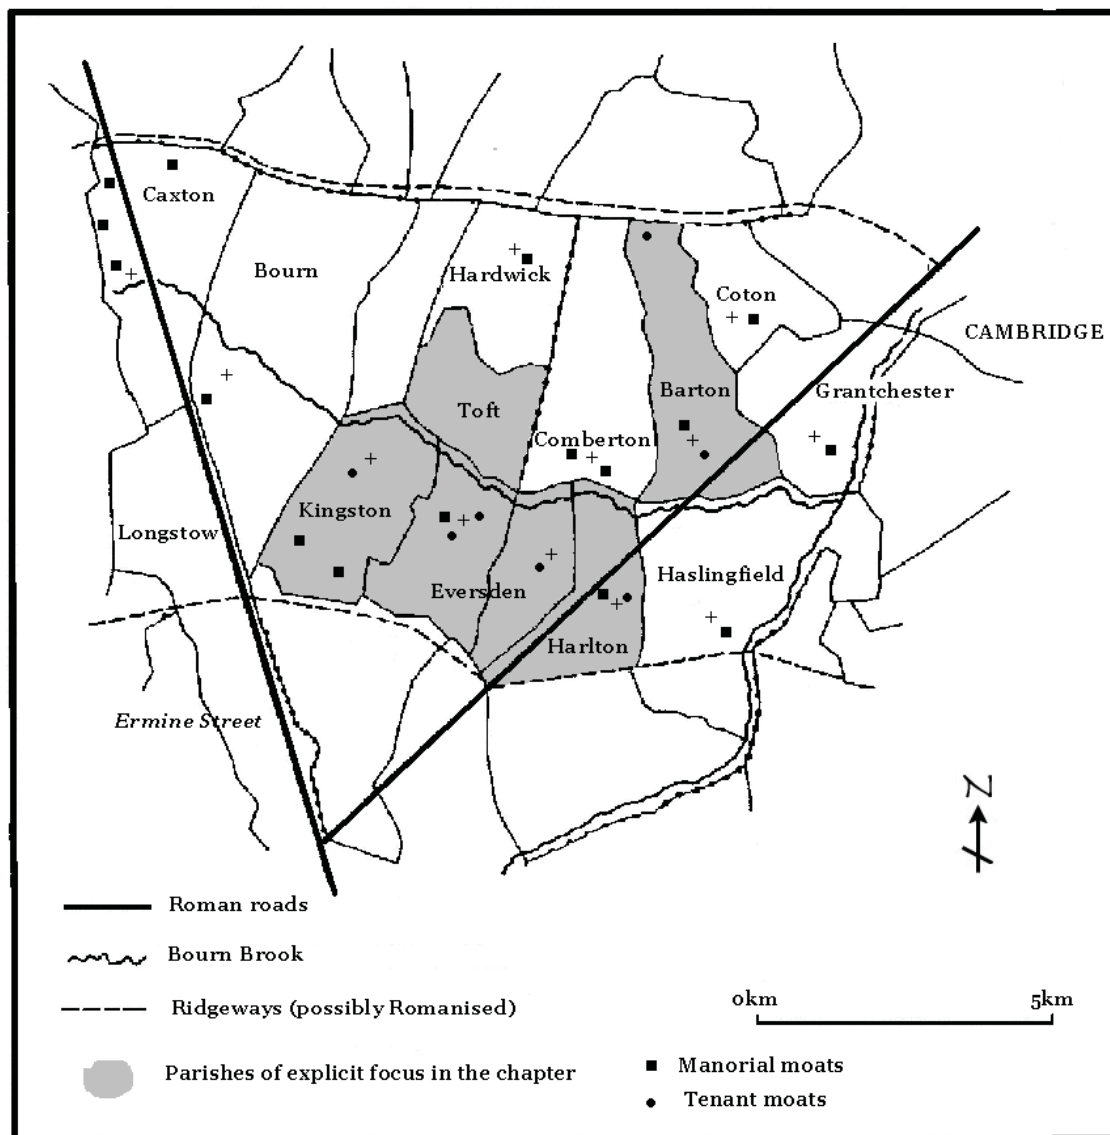 Caxton
Bourn
Hardwick
Coton
CAMBRIDGE
Toft
Barton
Grantchester
Comberton
Kingston
Longstow
Haslingfield
Eversden
Harlton
Ermine Street
N
Roman roads
Bourn Brook
Ridgeways (possibly Romanised)
0km 5km
Parishes of explicit focus in the chapter
Manorial moats
Tenant moats